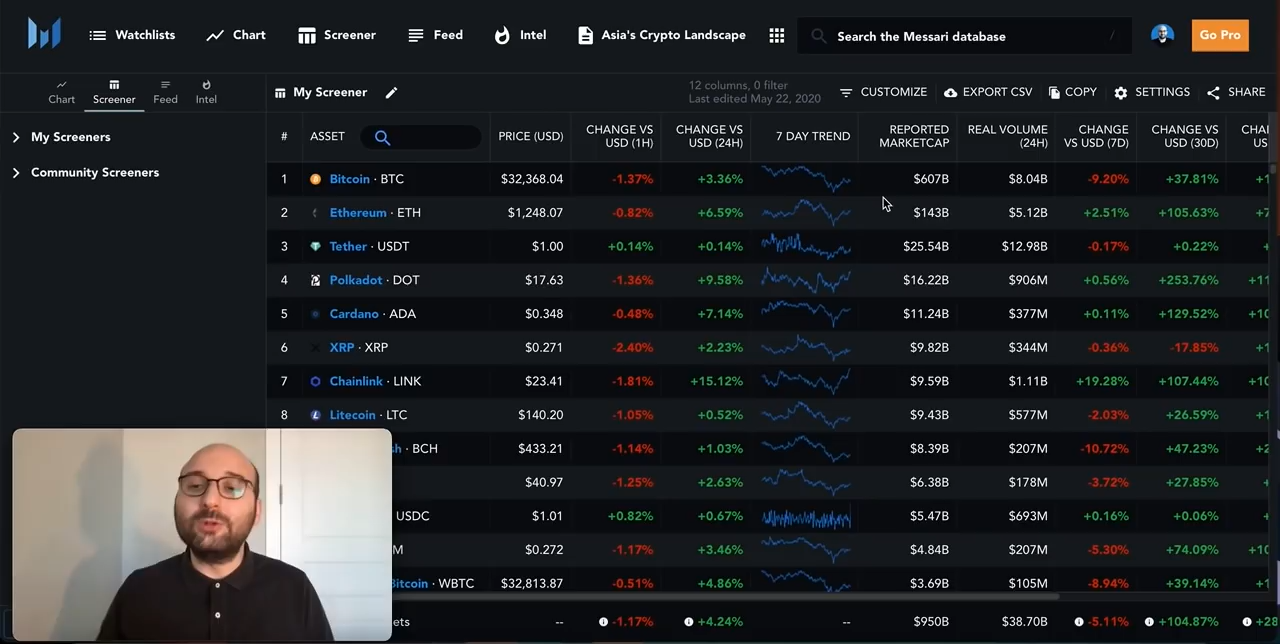 Watchlists Chart Screener Feed Intel Asia's Crypto Landscape Search the Messari database / Go Pro
Chart Screener Feed Intel
My Screener
12 columns, 0 filter
Last edited May 22, 2020
CUSTOMIZE EXPORT CSV COPY SETTINGS SHARE
My Screeners
Community Screeners
# ASSET PRICE (USD) CHANGE VS USD (1H) CHANGE VS USD (24H) 7 DAY TREND REPORTED MARKETCAP REAL VOLUME (24H) CHANGE VS USD (7D) CHANGE VS USD (30D)
1 Bitcoin · BTC $32,368.04 -1.37% +3.36% $607B $8.04B -9.20% +37.81% +1
2 Ethereum · ETH $1,248.07 -0.82% +6.59% $143B $5.12B +2.51% +105.63% +7
3 Tether · USDT $1.00 +0.14% +0.14% $25.54B $12.98B -0.17% +0.22% +
4 Polkadot · DOT $17.63 -1.36% +9.58% $16.22B $906M +0.56% +253.76% +11
5 Cardano · ADA $0.348 -0.48% +7.14% $11.24B $377M +0.11% +129.52% +10
6 XRP · XRP $0.271 -2.40% +2.23% $9.82B $344M -0.36% -17.85% +1
7 Chainlink · LINK $23.41 -1.81% +15.12% $9.59B $1.11B +19.28% +107.44% +10
8 Litecoin · LTC $140.20 -1.05% +0.52% $9.43B $577M -2.03% +26.59% +1
sh · BCH $433.21 -1.14% +1.03% $8.39B $207M -10.72% +47.23% +2
$40.97 -1.25% +2.63% $6.38B $178M -3.72% +27.85% +
USDC $1.01 +0.82% +0.67% $5.47B $693M +0.16% +0.06% +
M $0.272 -1.17% +3.46% $4.84B $207M -5.30% +74.09% +10
Bitcoin · WBTC $32,813.87 -0.51% +4.86% $3.69B $105M -8.94% +39.14% +1
ets -- -1.17% +4.24% -- $950B $38.70B -5.11% +104.87% +28